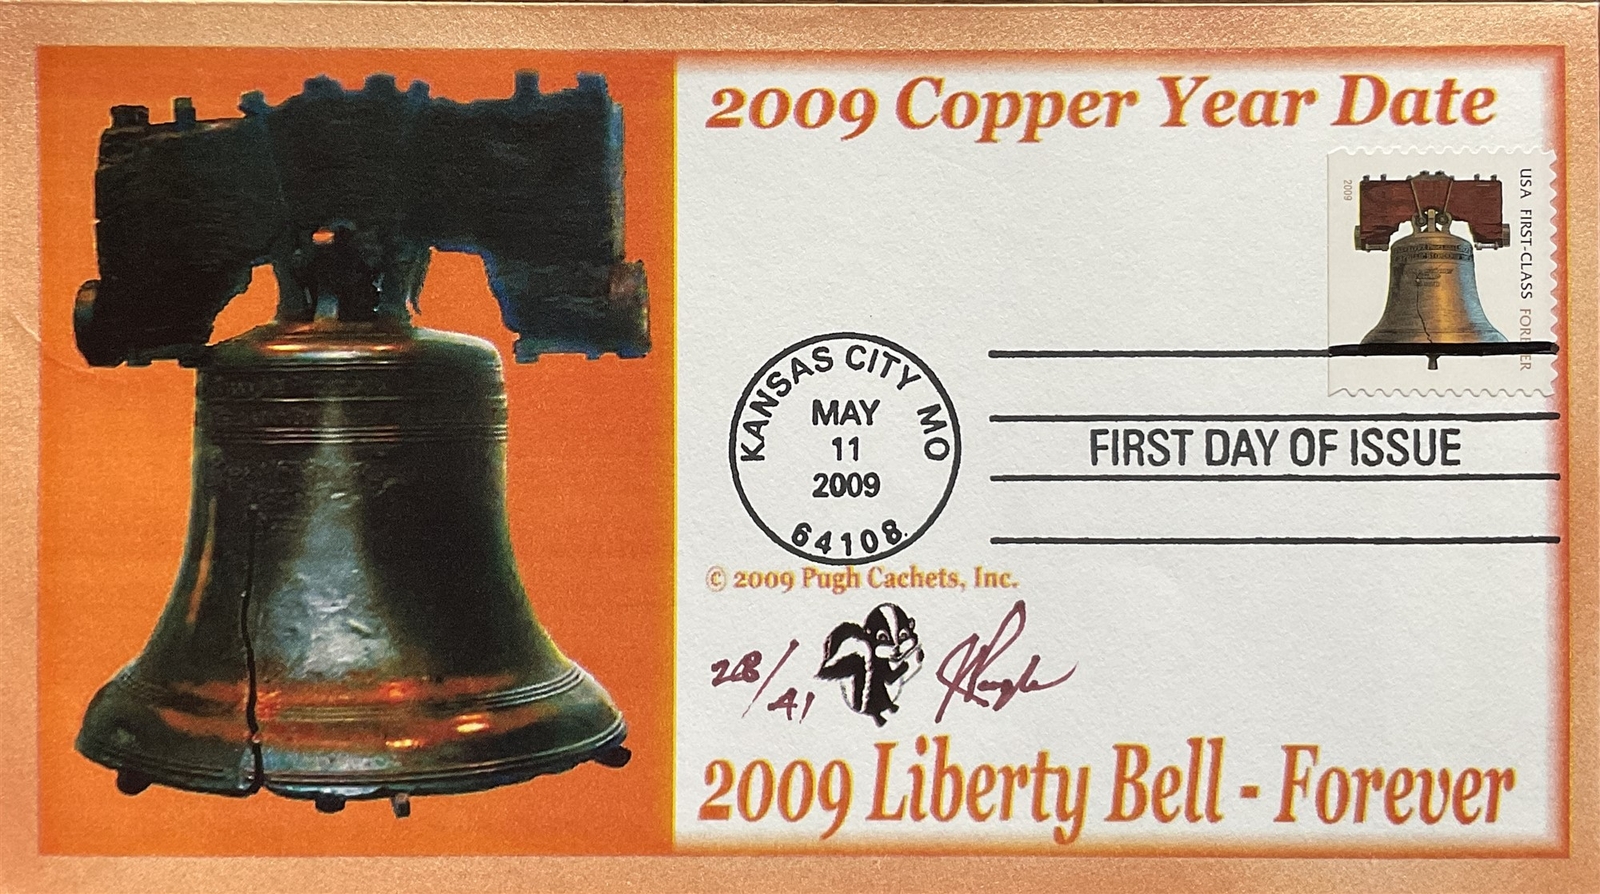 2009 Copper Year Date
2009
USA FIRST-CLASS FOREVER
KANSAS CITY MO
MAY
11
2009
64108
FIRST DAY OF ISSUE
© 2009 Pugh Cachets, Inc.
28/41
2009 Liberty Bell - Forever